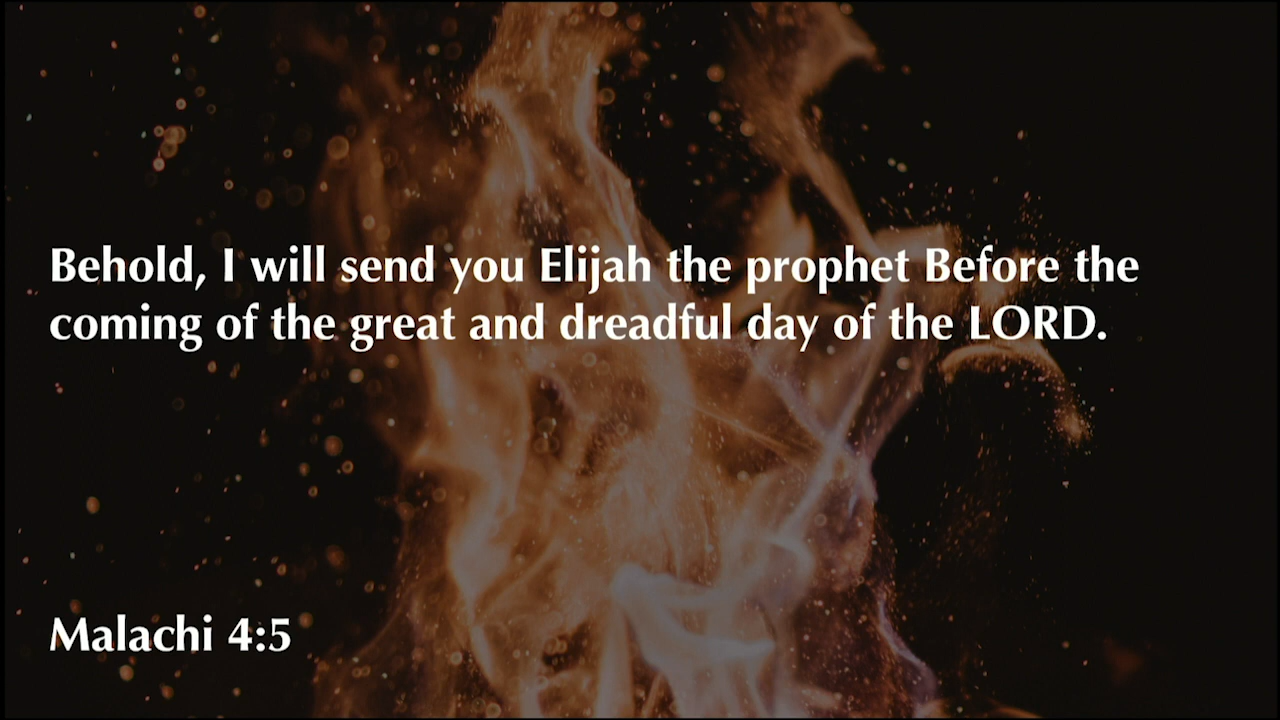 Behold, I will send you Elijah the prophet Before the
coming of the great and dreadful day of the LORD.
Malachi 4:5